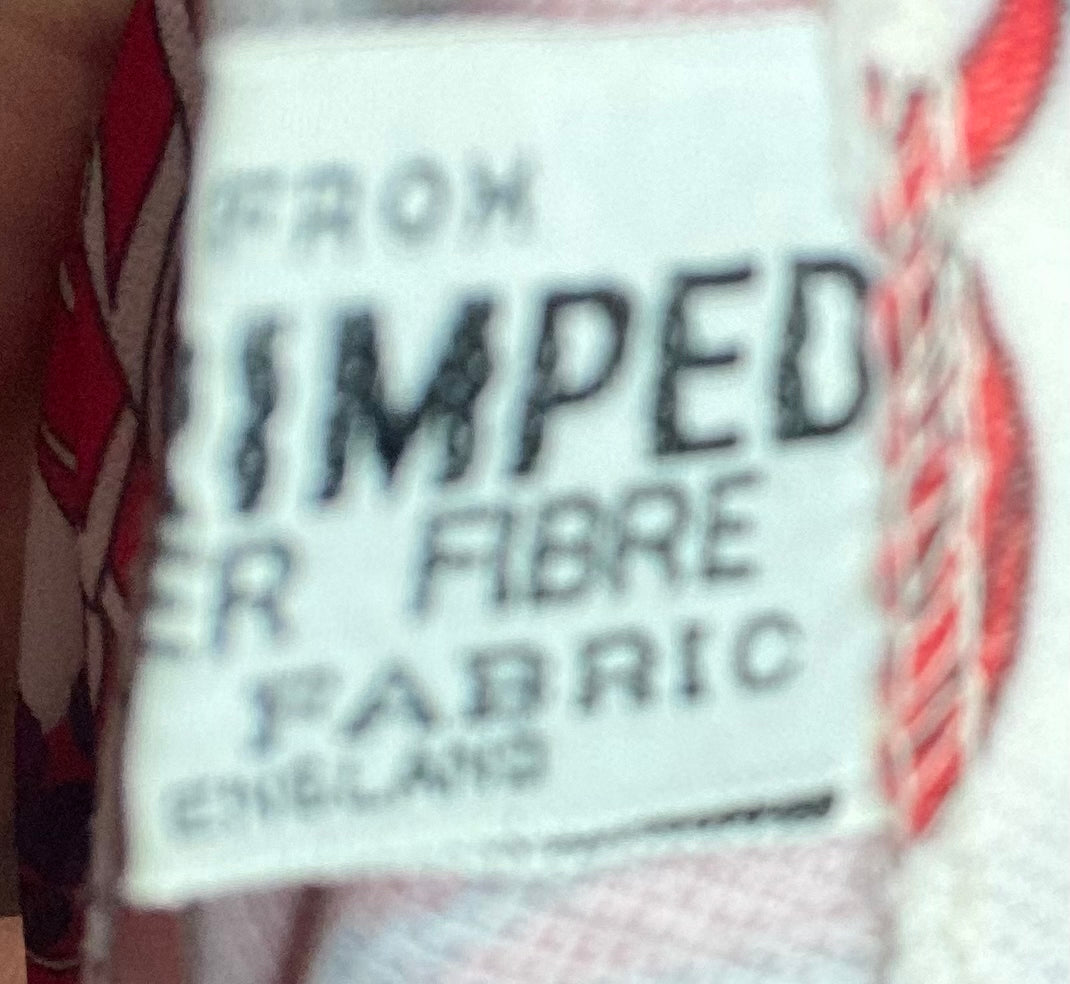 FROM
IMPED
ER FIBRE
FABRIC
ENGLAND